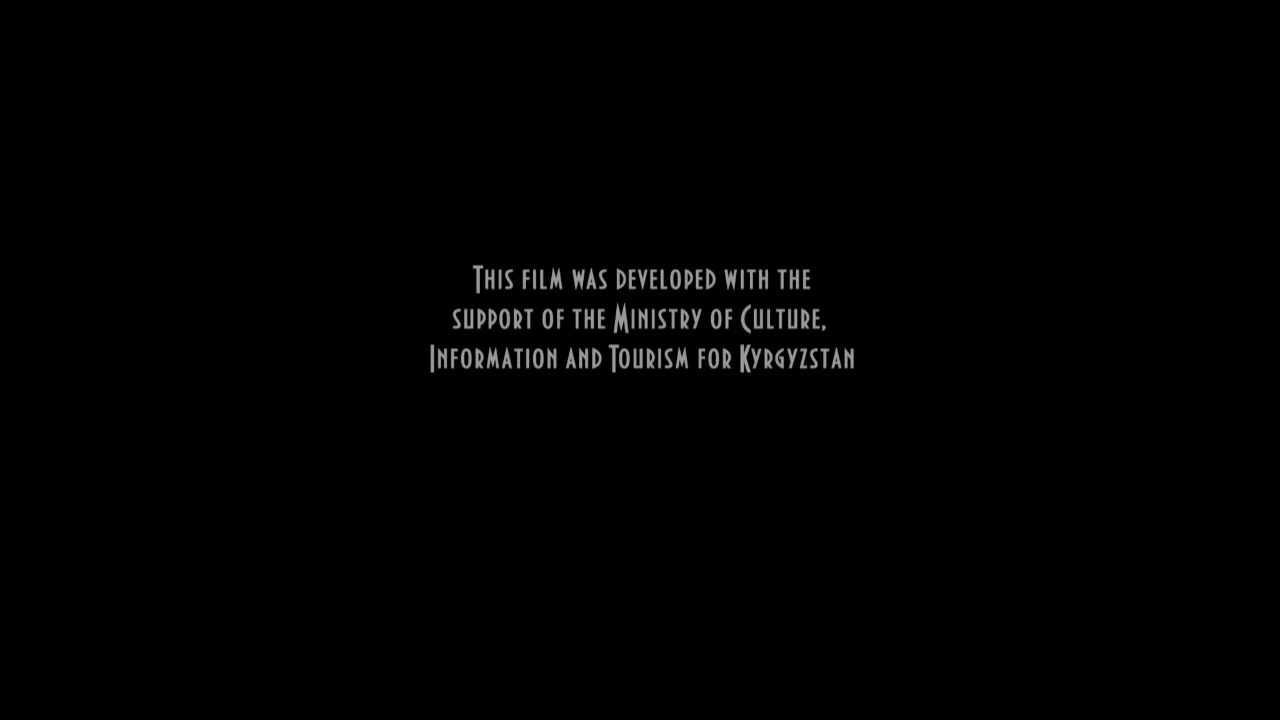 This film was developed with the
support of the Ministry of Culture,
Information and Tourism for Kyrgyzstan